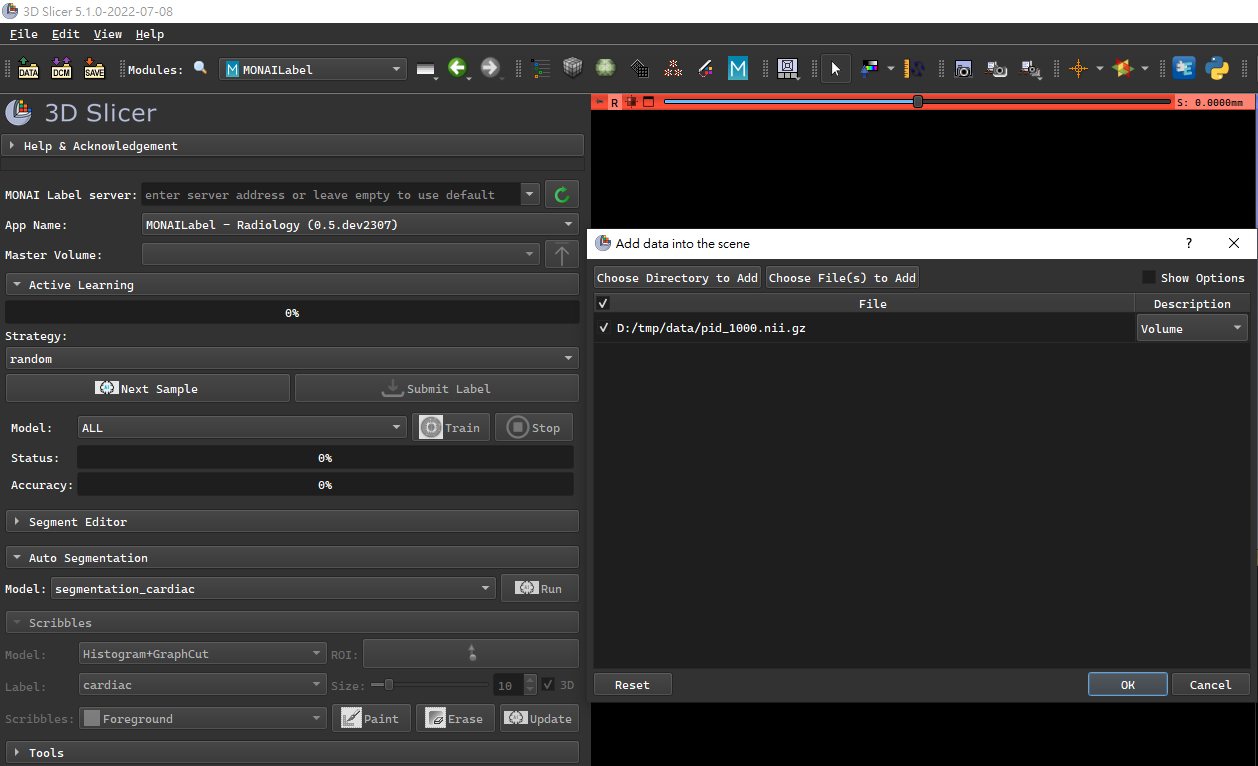 3D Slicer 5.1.0-2022-07-08
File Edit View Help
DATA DCM SAVE Modules: M MONAILabel M
3D Slicer
R S: 0.0000mm
Help & Acknowledgement
MONAI Label server: enter server address or leave empty to use default
App Name: MONAILabel - Radiology (0.5.dev2307)
Master Volume:
Active Learning
0%
Strategy:
random
Next Sample Submit Label
Model: ALL Train Stop
Status: 0%
Accuracy: 0%
Segment Editor
Auto Segmentation
Model: segmentation_cardiac Run
Scribbles
Model: Histogram+GraphCut ROI:
Label: cardiac Size: 10 3D
Scribbles: Foreground Paint Erase Update
Tools
Add data into the scene ?
Choose Directory to Add Choose File(s) to Add Show Options
File Description
D:/tmp/data/pid_1000.nii.gz Volume
Reset OK Cancel